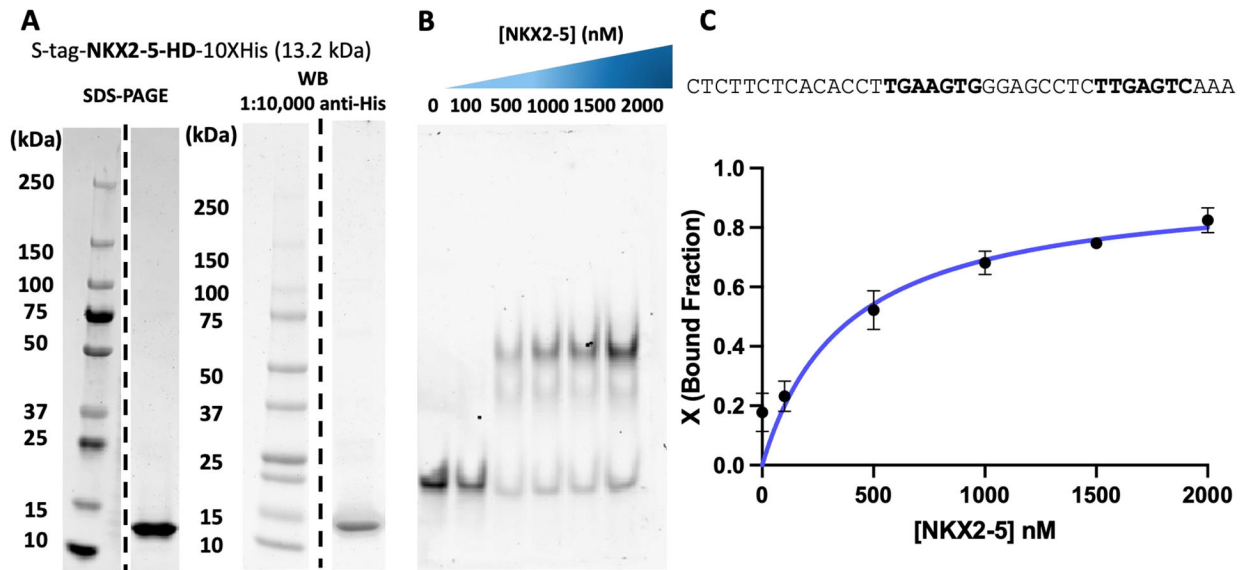 A
S-tag-NKX2-5-HD-10XHis (13.2 kDa)
SDS-PAGE
WB
1:10,000 anti-His
(kDa)
250
150
100
75
50
37
25
15
10
(kDa)
250
150
100
75
50
37
25
15
10
B
[NKX2-5] (nM)
0 100 500 1000 1500 2000
C
CTCTTCTCACACCTTGAAGTGGGAGCCTCTTGAGTCAAA
X (Bound Fraction)
1.0
0.8
0.6
0.4
0.2
0.0
0 500 1000 1500 2000
[NKX2-5] nM